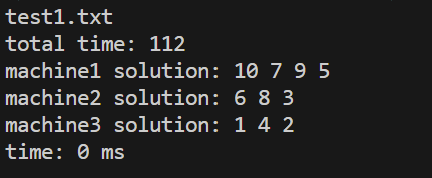 test1.txt
total time: 112
machine1 solution: 10 7 9 5
machine2 solution: 6 8 3
machine3 solution: 1 4 2
time: 0 ms